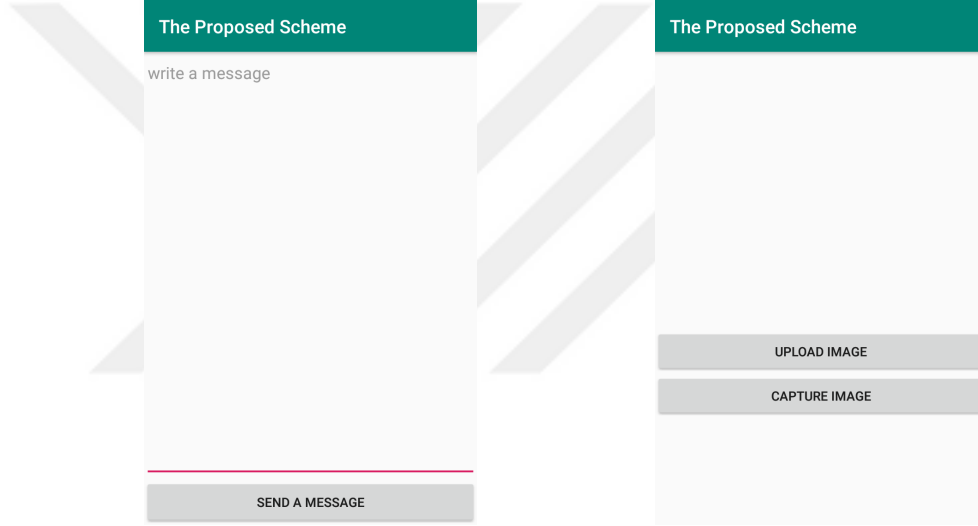 The Proposed Scheme
write a message
SEND A MESSAGE
The Proposed Scheme
UPLOAD IMAGE
CAPTURE IMAGE